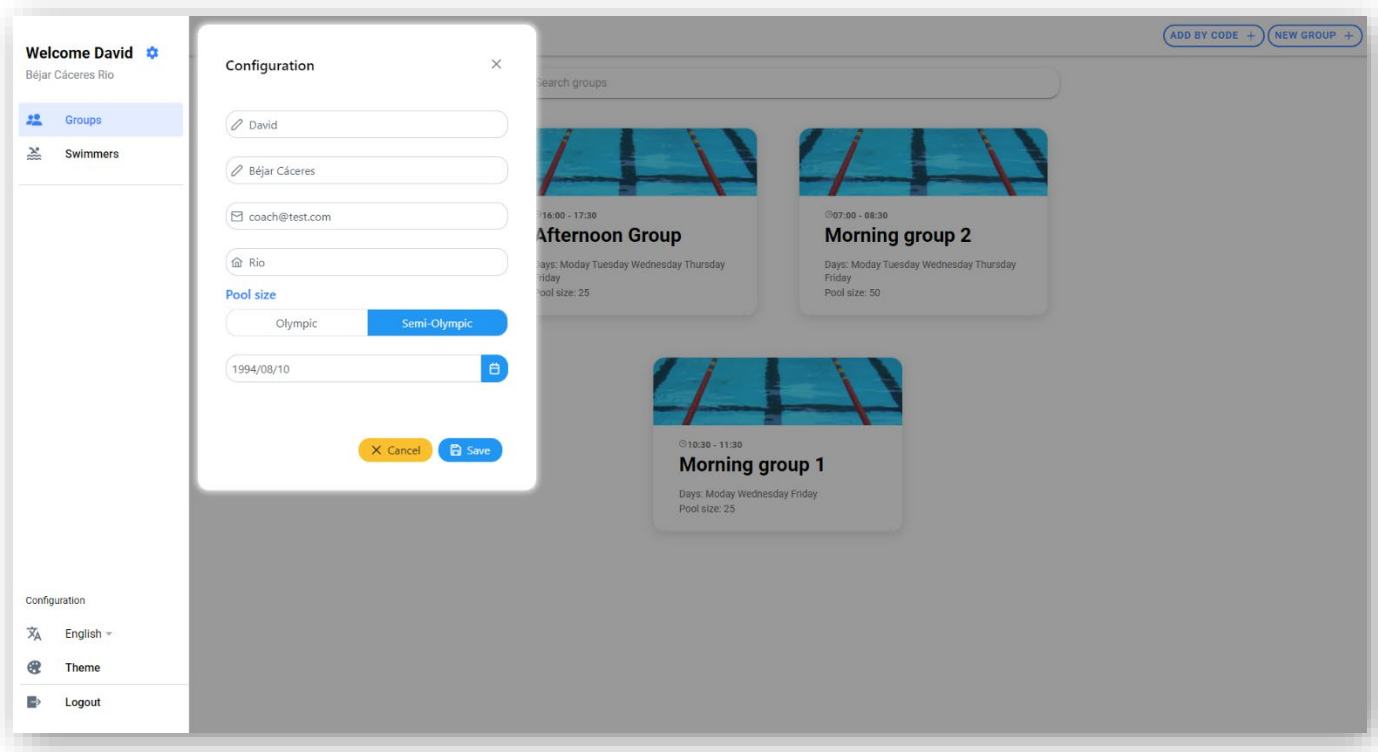 Welcome David
Béjar Cáceres Rio
Groups
Swimmers
Configuration
English
Theme
Logout
Configuration
David
Béjar Cáceres
coach@test.com
Rio
Pool size
Olympic
Semi-Olympic
1994/08/10
Cancel
Save
ADD BY CODE +
NEW GROUP +
Search groups
16:00 - 17:30
Afternoon Group
Days: Moday Tuesday Wednesday Thursday
Friday
Pool size: 25
07:00 - 08:30
Morning group 2
Days: Moday Tuesday Wednesday Thursday
Friday
Pool size: 50
10:30 - 11:30
Morning group 1
Days: Moday Wednesday Friday
Pool size: 25